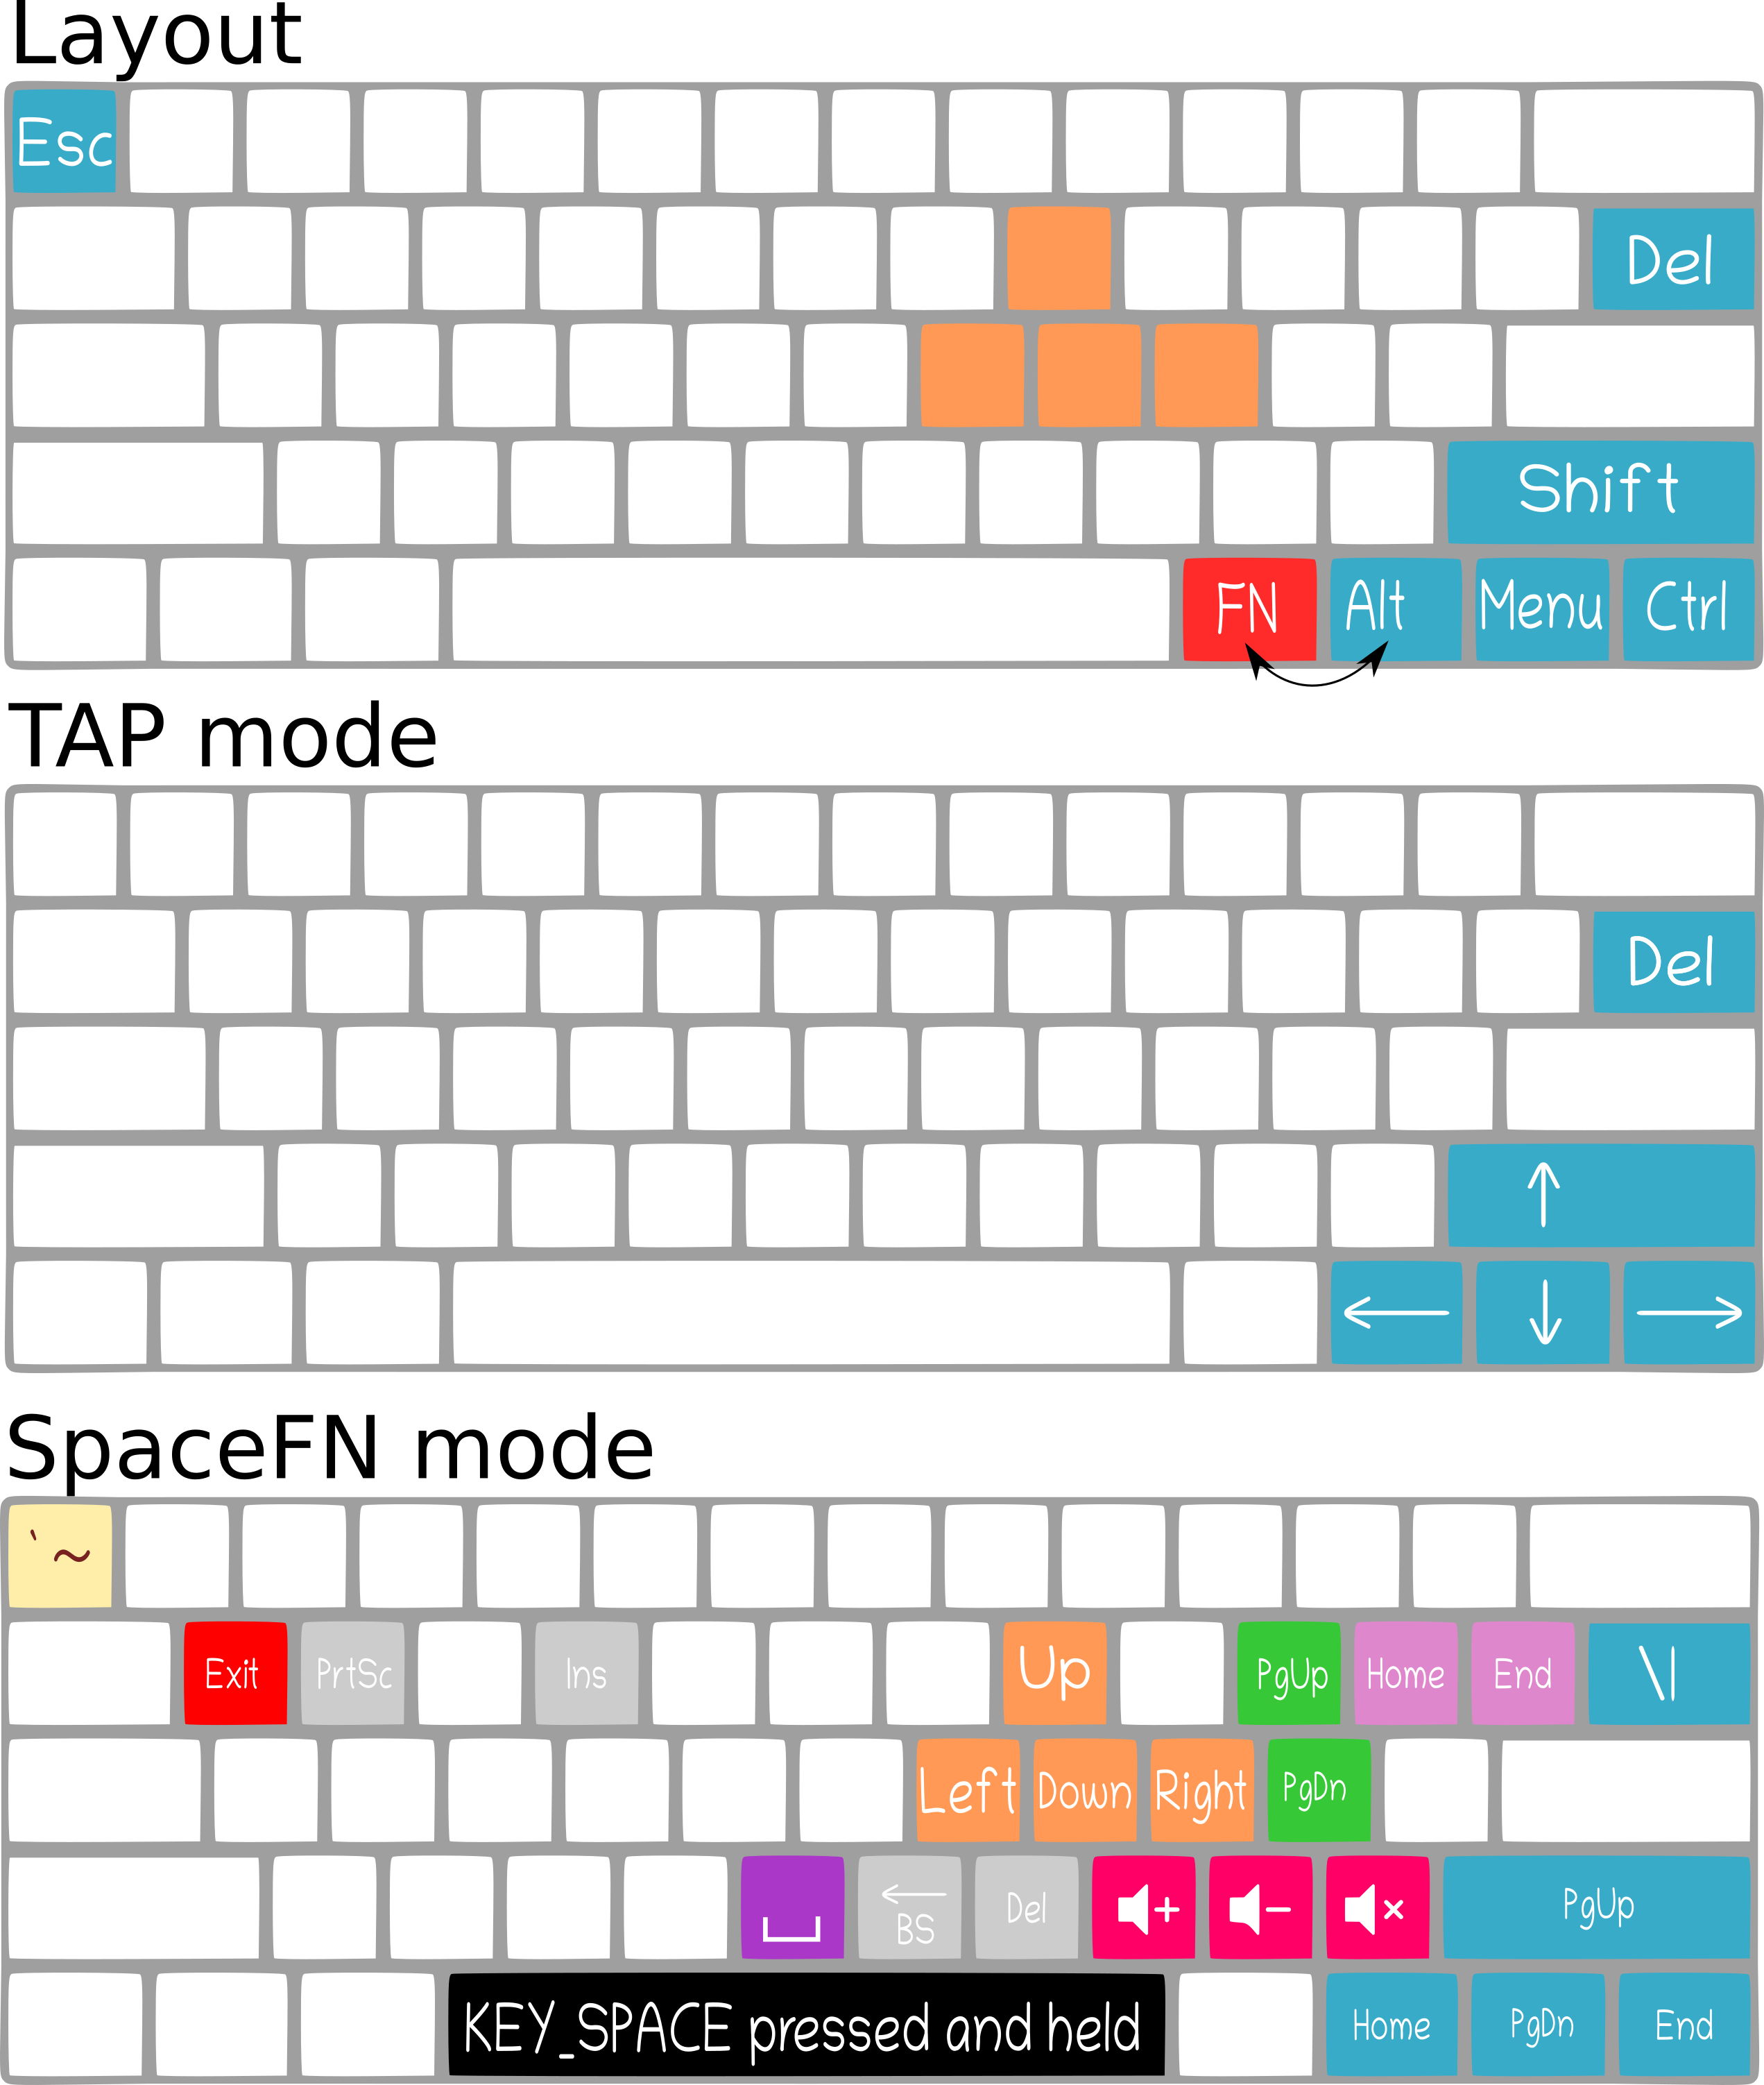 Layout
Esc
Del
Shift
FN Alt Menu Ctrl
TAP mode
Del
↑
← ↓ →
SpaceFN mode
` ~
Exit PrtSc Ins Up PgUp Home End \|
Left Down Right PgDn
← BS Del + - × PgUp
KEY_SPACE pressed and held Home PgDn End